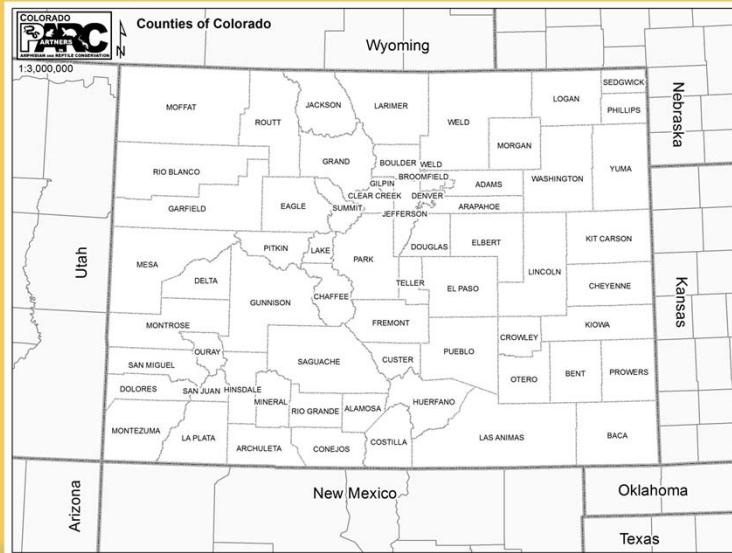 COLORADO
PARC
PARTNERS
AMPHIBIAN AND REPTILE CONSERVATION
N
Counties of Colorado
1:3,000,000
Wyoming
Nebraska
Utah
Kansas
Arizona
New Mexico
Oklahoma
Texas
SEDGWICK
LOGAN
JACKSON
LARIMER
MOFFAT
PHILLIPS
ROUTT
WELD
MORGAN
GRAND
BOULDER
WELD
RIO BLANCO
YUMA
WASHINGTON
BROOMFIELD
GILPIN
ADAMS
CLEAR CREEK
DENVER
EAGLE
GARFIELD
SUMMIT
ARAPAHOE
JEFFERSON
KIT CARSON
PITKIN
LAKE
DOUGLAS
ELBERT
PARK
MESA
LINCOLN
DELTA
TELLER
CHEYENNE
EL PASO
GUNNISON
CHAFFEE
FREMONT
KIOWA
MONTROSE
CROWLEY
OURAY
PUEBLO
SAGUACHE
CUSTER
SAN MIGUEL
BENT
PROWERS
DOLORES
SAN JUAN
HINSDALE
OTERO
MINERAL
HUERFANO
RIO GRANDE
ALAMOSA
MONTEZUMA
LA PLATA
COSTILLA
LAS ANIMAS
BACA
ARCHULETA
CONEJOS